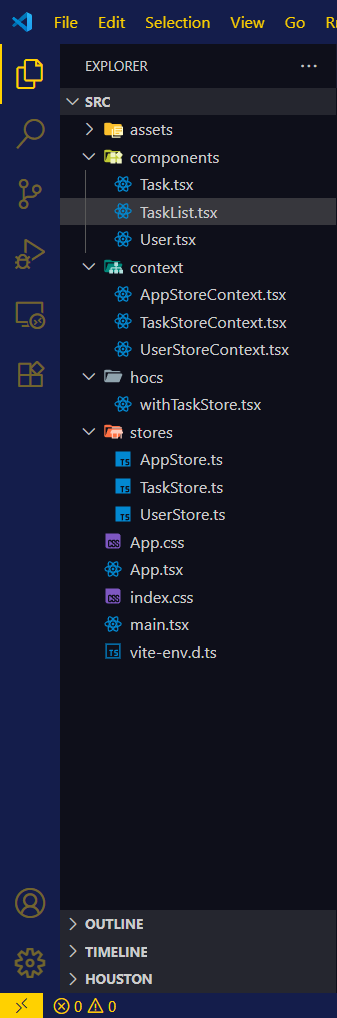 File Edit Selection View Go
EXPLORER
SRC
assets
components
Task.tsx
TaskList.tsx
User.tsx
context
AppStoreContext.tsx
TaskStoreContext.tsx
UserStoreContext.tsx
hocs
withTaskStore.tsx
stores
TS AppStore.ts
TS TaskStore.ts
TS UserStore.ts
CSS App.css
App.tsx
CSS index.css
main.tsx
TS vite-env.d.ts
OUTLINE
TIMELINE
HOUSTON
0 0